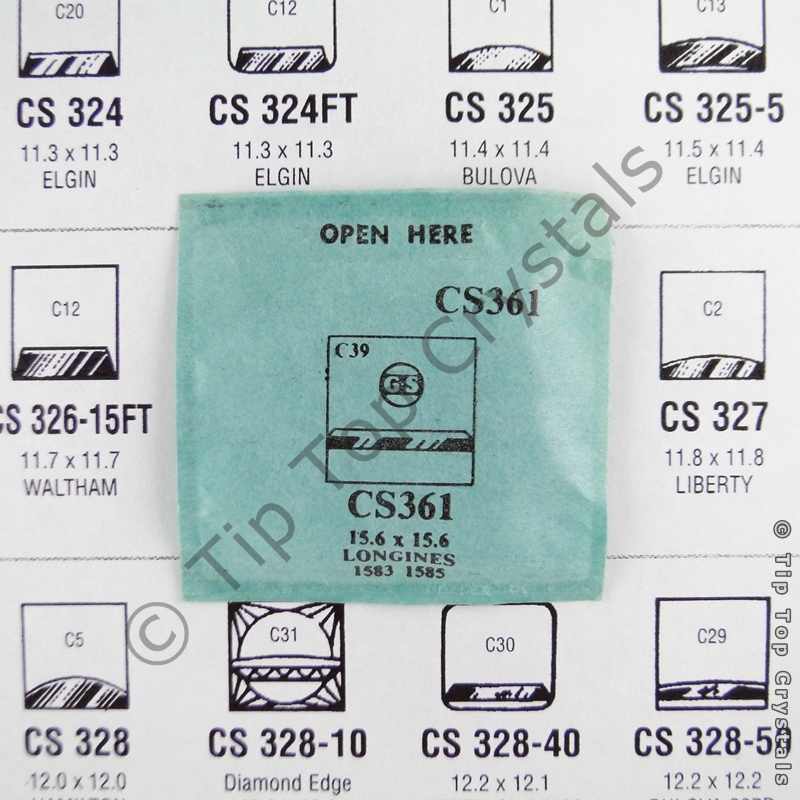 C20
C12
C1
C13
CS 324
CS 324FT
CS 325
CS 325-5
11.3 x 11.3
11.3 x 11.3
11.4 x 11.4
11.5 x 11.4
ELGIN
ELGIN
BULOVA
ELGIN
OPEN HERE
CS361
C39
GS
CS361
15.6 x 15.6
LONGINES
1583 1585
C12
CS 326-15FT
11.7 x 11.7
WALTHAM
C2
CS 327
11.8 x 11.8
LIBERTY
C5
C31
C30
C29
CS 328
CS 328-10
CS 328-40
CS 328-50
12.0 x 12.0
Diamond Edge
12.2 x 12.1
12.2 x 12.2
HAMILTON
© Tip Top Crystals
© Tip Top Crystals